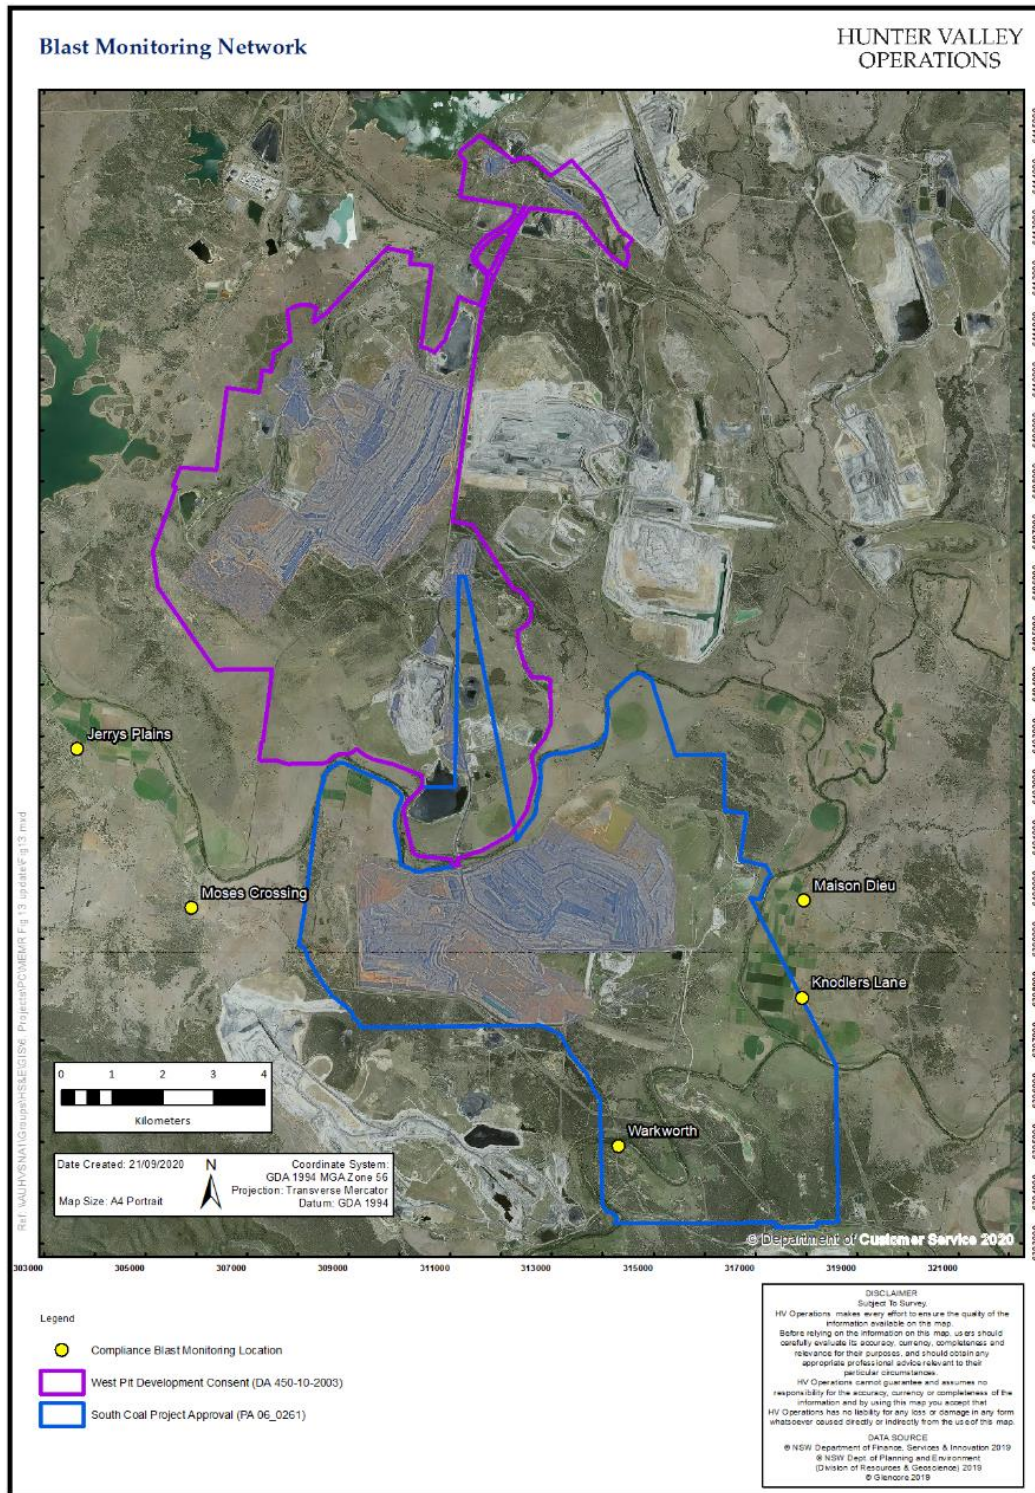 Blast Monitoring Network
HUNTER VALLEY
OPERATIONS
Jerrys Plains
Moses Crossing
Maison Dieu
Knodlers Lane
Warkworth
0 1 2 3 4
Kilometers
Date Created: 21/09/2020
Map Size: A4 Portrait
N
Coordinate System:
GDA 1994 MGA Zone 56
Projection: Transverse Mercator
Datum: GDA 1994
© Department of Customer Service 2020
303000 305000 307000 309000 311000 313000 315000 317000 319000 321000
Legend
Compliance Blast Monitoring Location
West Pit Development Consent (DA 450-10-2003)
South Coal Project Approval (PA 06_0261)
DISCLAIMER
Subject To Survey.
HV Operations makes every effort to ensure the quality of the
information available on this map.
Before relying on the information on this map, users should
carefully evaluate its accuracy, currency, completeness and
relevance for their purposes, and should obtain any
appropriate professional advice relevant to their
particular circumstances.
HV Operations cannot guarantee and assumes no
responsibility for the accuracy, currency or completeness of the
information and by using this map you accept that
HV Operations has no liability for any loss or damage in any form
whatsoever caused directly or indirectly from the use of this map.
DATA SOURCE
© NSW Department of Finance, Services & Innovation 2019
© NSW Dept. of Planning and Environment
(Division of Resources & Geoscience) 2019
© Glencore 2019